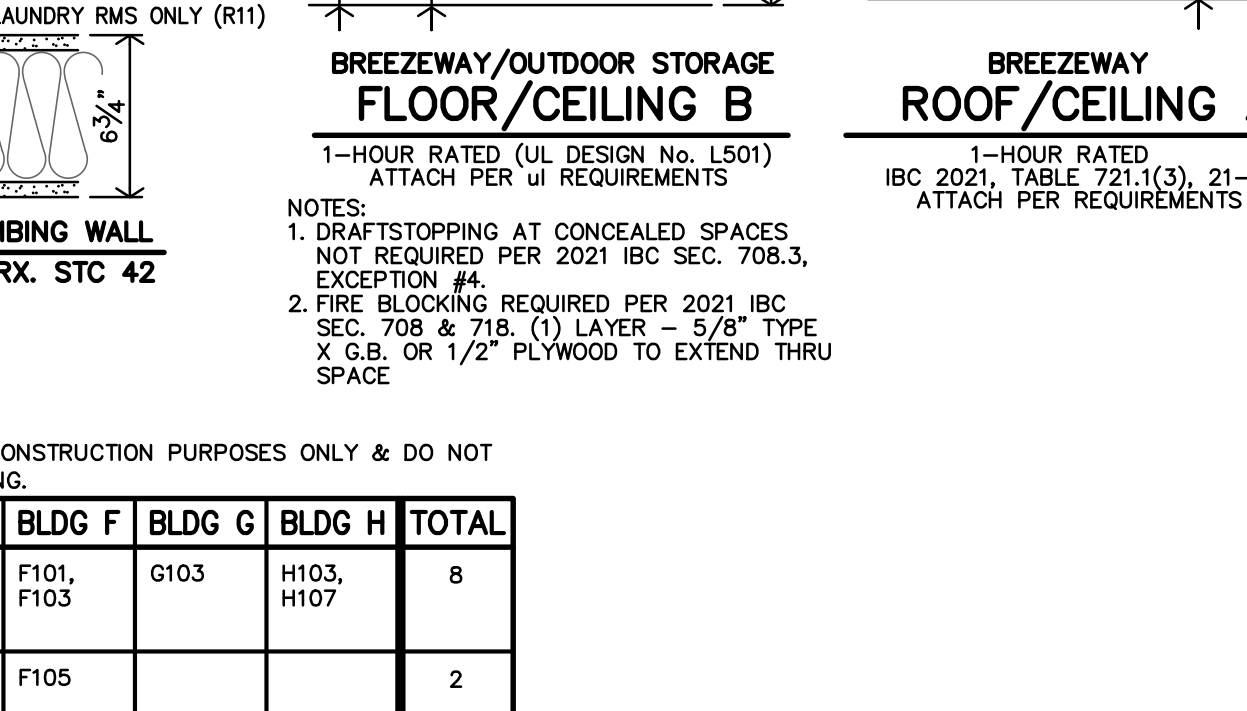 LAUNDRY RMS ONLY (R11)
6¾"
WALL
STC 42
BREEZEWAY/OUTDOOR STORAGE
FLOOR/CEILING B
1-HOUR RATED (UL DESIGN No. L501)
ATTACH PER ul REQUIREMENTS
NOTES:
1. DRAFTSTOPPING AT CONCEALED SPACES
NOT REQUIRED PER 2021 IBC SEC. 708.3,
EXCEPTION #4.
2. FIRE BLOCKING REQUIRED PER 2021 IBC
SEC. 708 & 718. (1) LAYER – 5/8" TYPE
X G.B. OR 1/2" PLYWOOD TO EXTEND THRU
SPACE
BREEZEWAY
ROOF/CEILING
1-HOUR RATED
IBC 2021, TABLE 721.1(3), 21-
ATTACH PER REQUIREMENTS
ONSTRUCTION PURPOSES ONLY & DO NOT
NG.
BLDG F BLDG G BLDG H TOTAL
F101, G103 H103, 8
F103 H107
F105 2